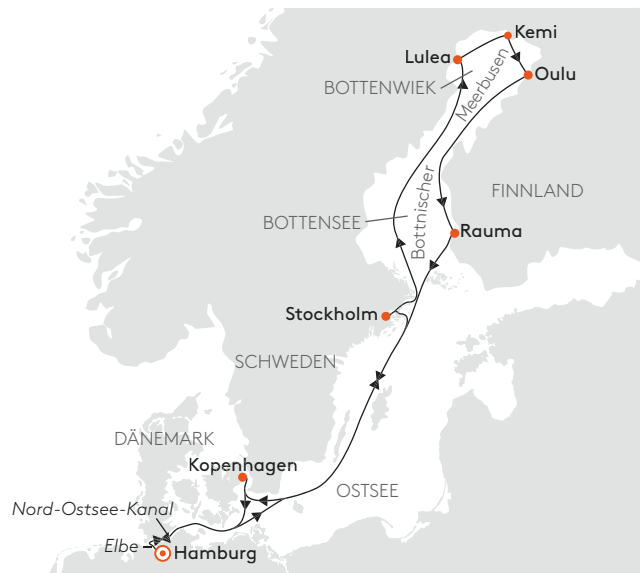 Kemi
Lulea
Oulu
BOTTENWIEK
Meerbusen
FINNLAND
BOTTENSEE
Bottnischer
Rauma
Stockholm
SCHWEDEN
DÄNEMARK
Kopenhagen
OSTSEE
Nord-Ostsee-Kanal
Elbe
Hamburg